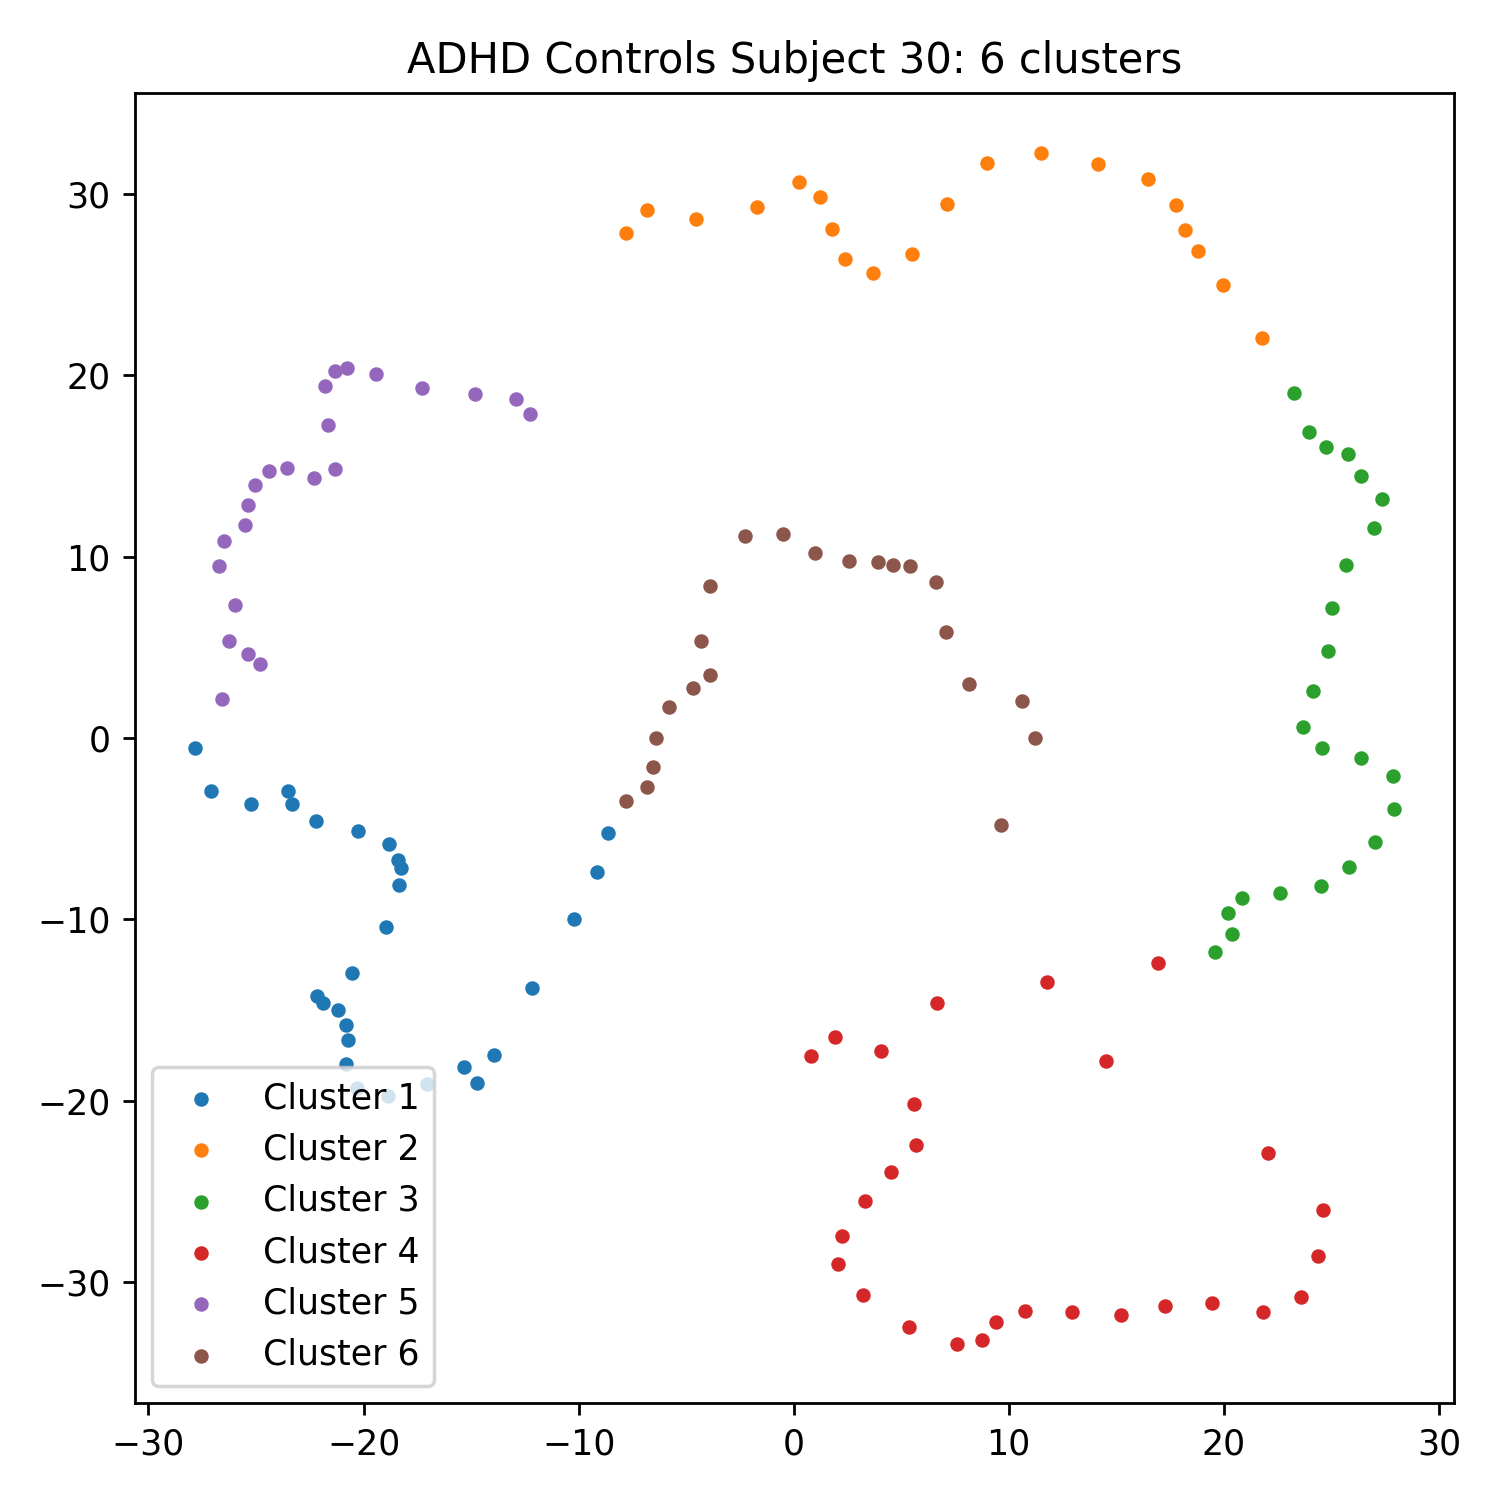 ADHD Controls Subject 30: 6 clusters
30
20
10
0
−10
−20
−30
Cluster 1
Cluster 2
Cluster 3
Cluster 4
Cluster 5
Cluster 6
−30 −20 −10 0 10 20 30